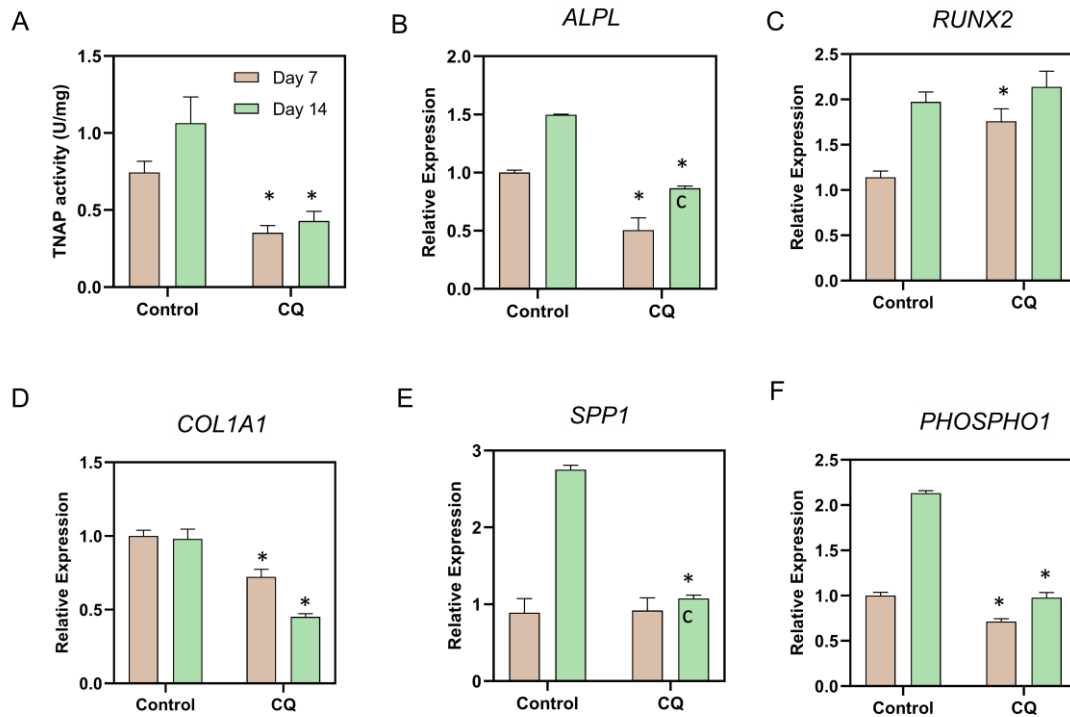 A
TNAP activity (U/mg)
1.5
1.0
0.5
0.0
Day 7
Day 14
*
*
Control
CQ
B
ALPL
Relative Expression
2.0
1.5
1.0
0.5
0.0
*
*
C
Control
CQ
C
RUNX2
Relative Expression
2.5
2.0
1.5
1.0
0.5
0.0
*
Control
CQ
D
COL1A1
Relative Expression
1.5
1.0
0.5
0.0
*
*
Control
CQ
E
SPP1
Relative Expression
3
2
1
0
*
C
Control
CQ
F
PHOSPHO1
Relative Expression
2.5
2.0
1.5
1.0
0.5
0.0
*
*
Control
CQ